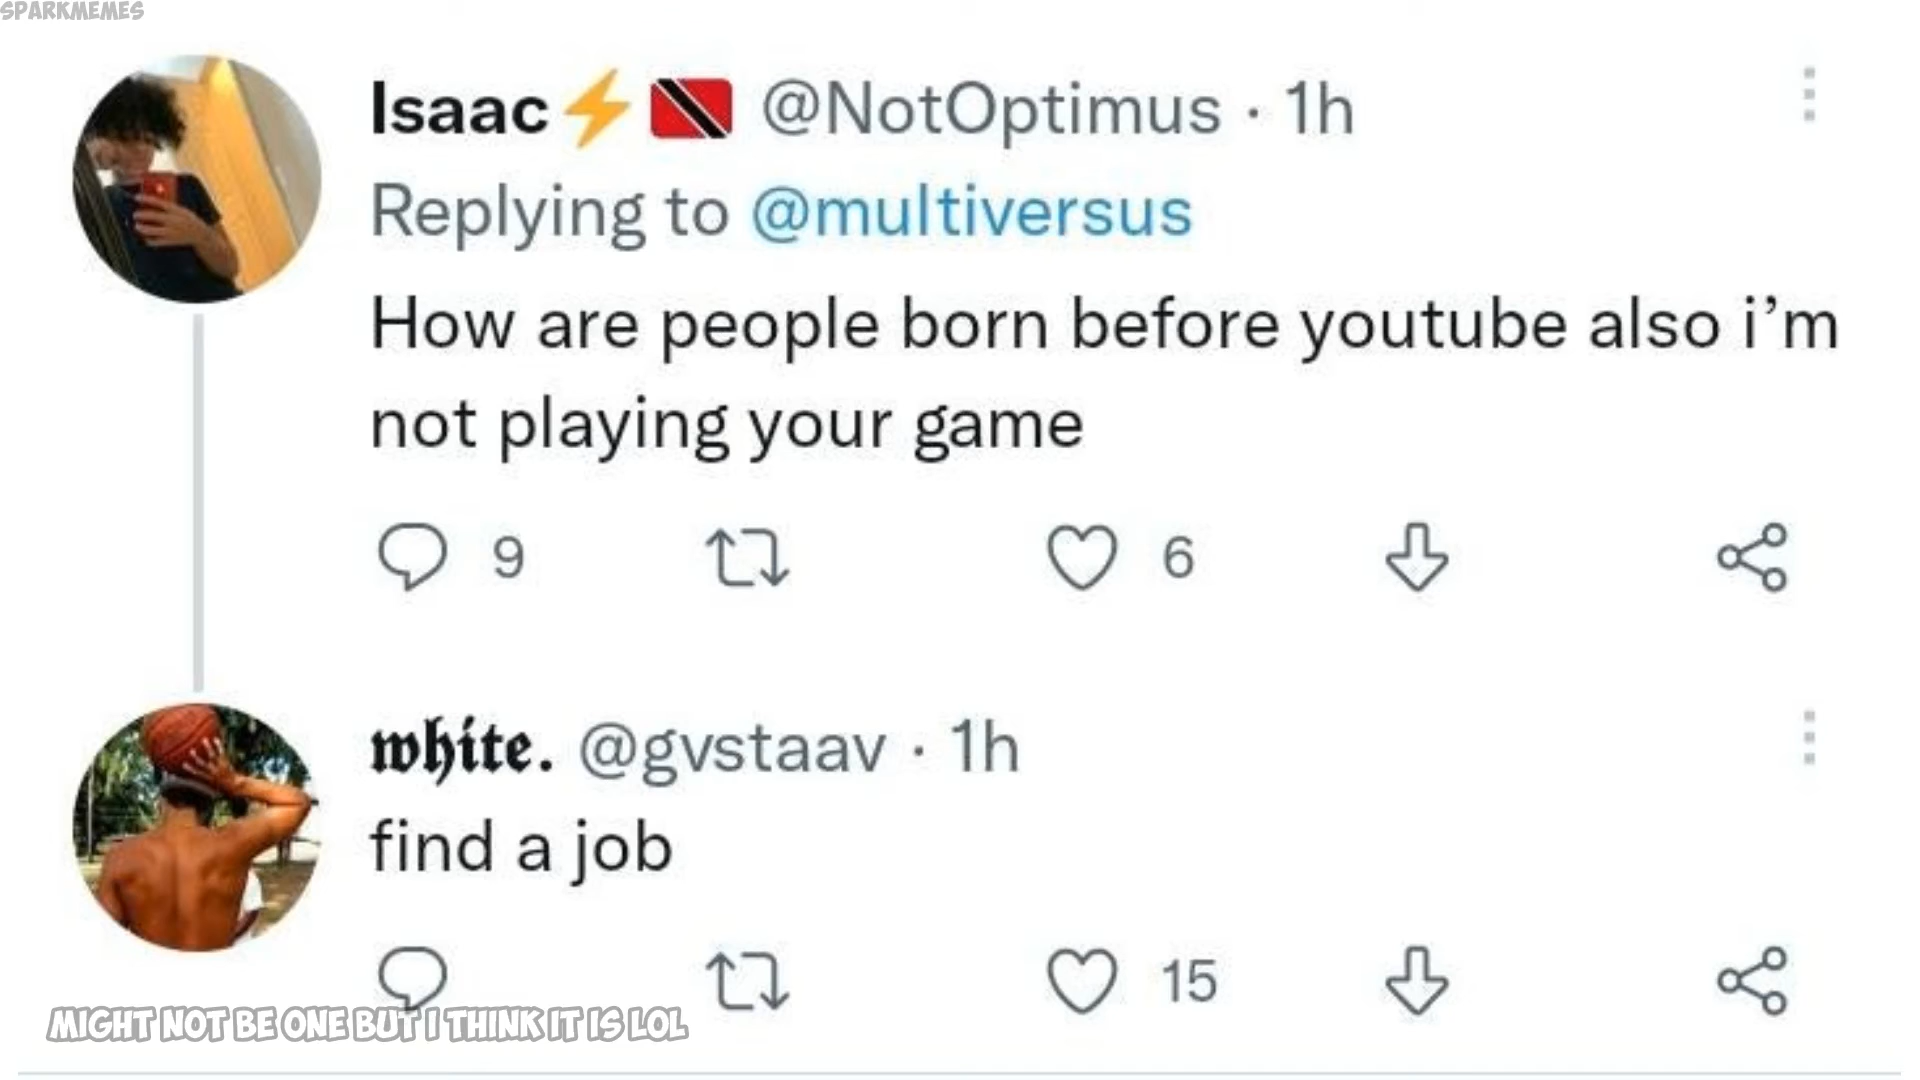 SPARKMEMES
Isaac⚡🇹🇹 @NotOptimus · 1h
Replying to @multiversus
How are people born before youtube also i’m
not playing your game
9 6
𝖜𝖍𝖎𝖙𝖊. @gvstaav · 1h
find a job
15
MIGHT NOT BE ONE BUT I THINK IT IS LOL